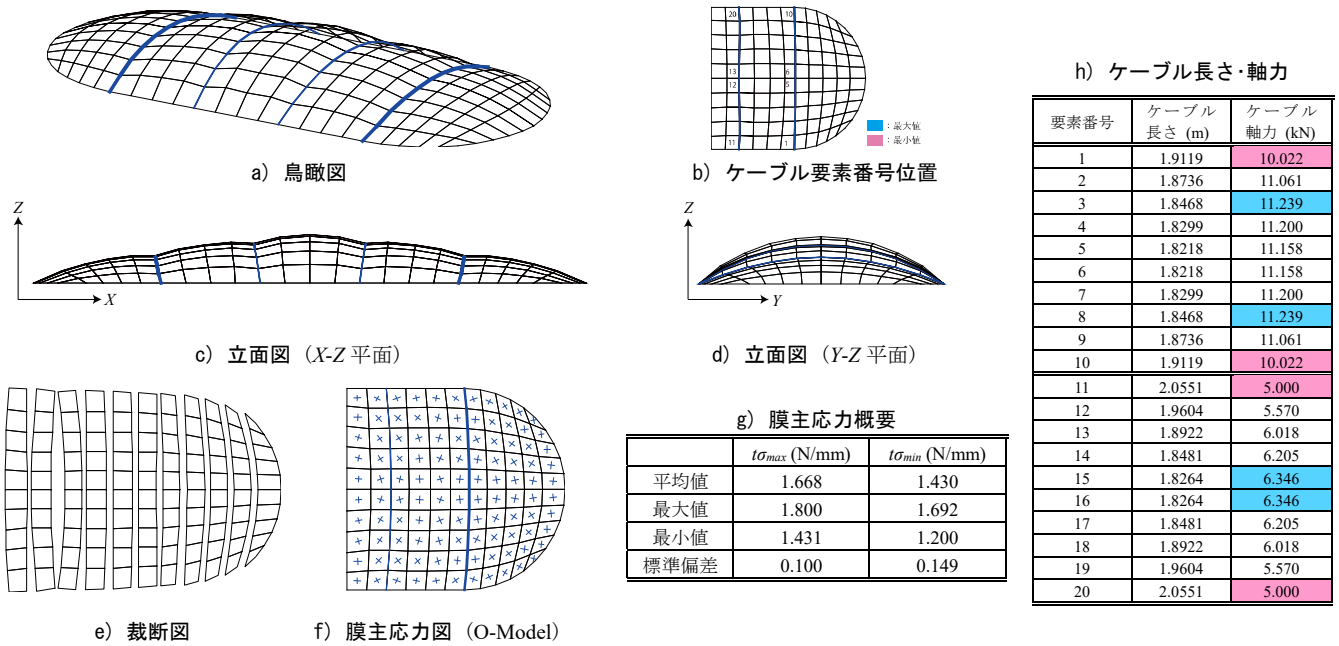 20
10
13
6
12
5
11
1
：最大値
：最小値
a) 鳥瞰図
b) ケーブル要素番号位置
Z
X
c) 立面図 (X-Z 平面)
Z
Y
d) 立面図 (Y-Z 平面)
e) 裁断図
f) 膜主応力図 (O-Model)
g) 膜主応力概要
tσmax (N/mm) tσmin (N/mm)
平均値 1.668 1.430
最大値 1.800 1.692
最小値 1.431 1.200
標準偏差 0.100 0.149
h) ケーブル長さ・軸力
要素番号 ケーブル長さ (m) ケーブル軸力 (kN)
1 1.9119 10.022
2 1.8736 11.061
3 1.8468 11.239
4 1.8299 11.200
5 1.8218 11.158
6 1.8218 11.158
7 1.8299 11.200
8 1.8468 11.239
9 1.8736 11.061
10 1.9119 10.022
11 2.0551 5.000
12 1.9604 5.570
13 1.8922 6.018
14 1.8481 6.205
15 1.8264 6.346
16 1.8264 6.346
17 1.8481 6.205
18 1.8922 6.018
19 1.9604 5.570
20 2.0551 5.000